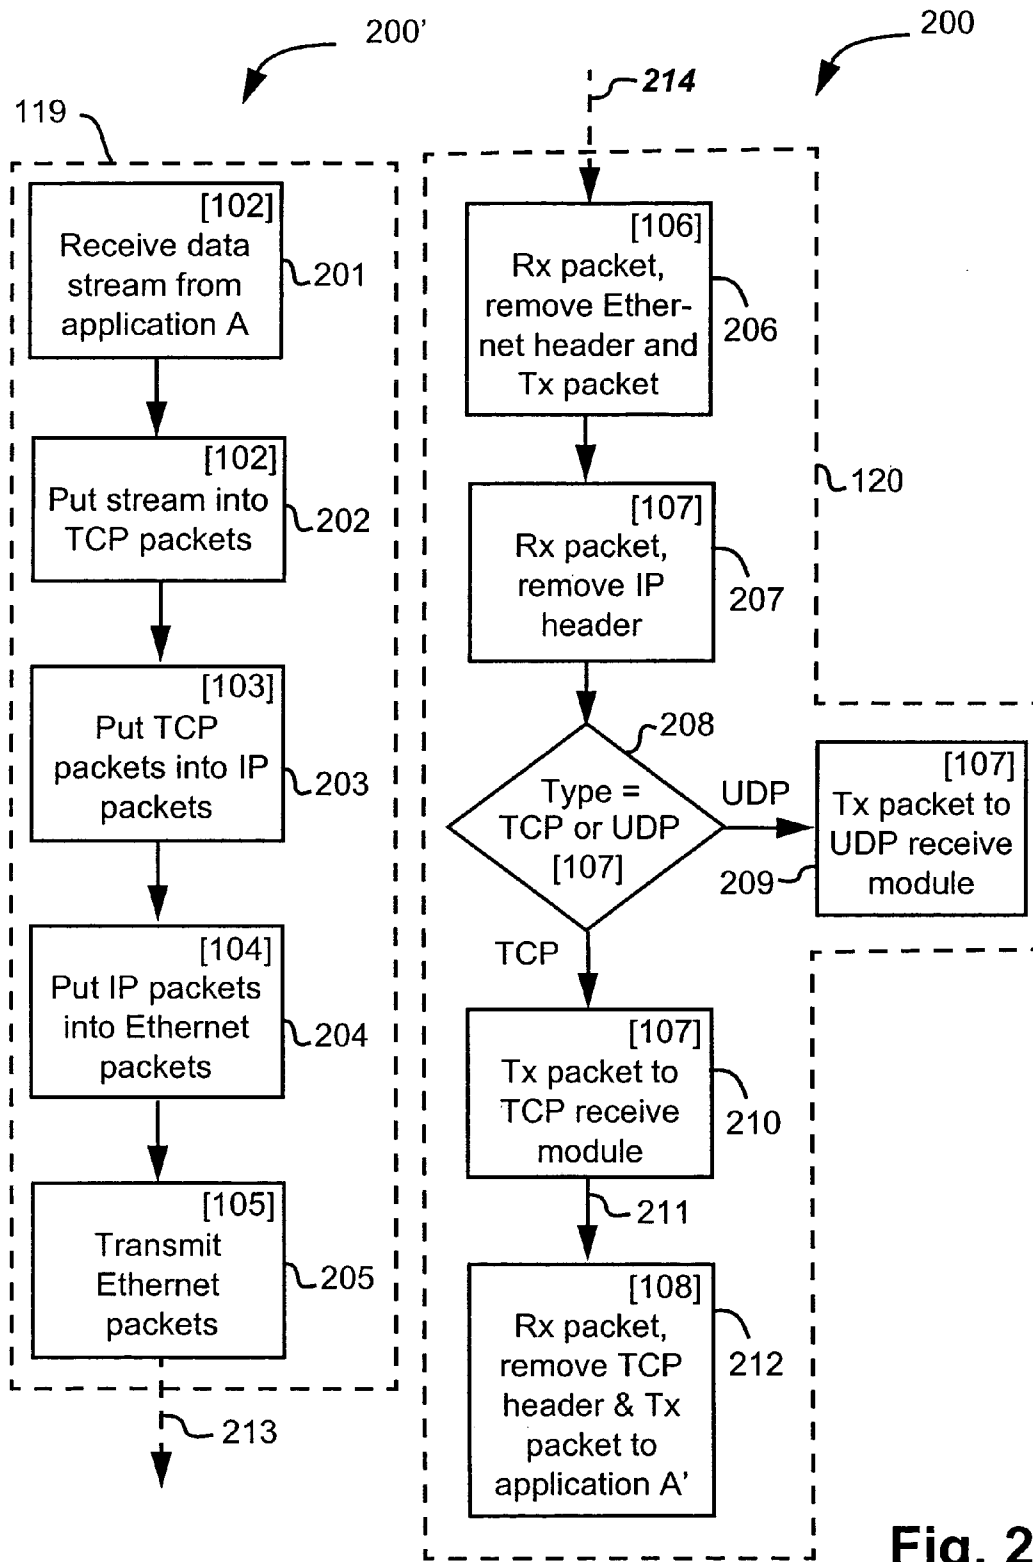 200’
200
214
119
[102]
Receive data
stream from
application A
201
[102]
Put stream into
TCP packets
202
[103]
Put TCP
packets into IP
packets
203
[104]
Put IP packets
into Ethernet
packets
204
[105]
Transmit
Ethernet
packets
205
213
[106]
Rx packet,
remove Ether-
net header and
Tx packet
206
120
[107]
Rx packet,
remove IP
header
207
208
Type =
TCP or UDP
[107]
UDP
[107]
Tx packet to
UDP receive
module
209
TCP
[107]
Tx packet to
TCP receive
module
210
211
[108]
Rx packet,
remove TCP
header & Tx
packet to
application A’
212
Fig. 2